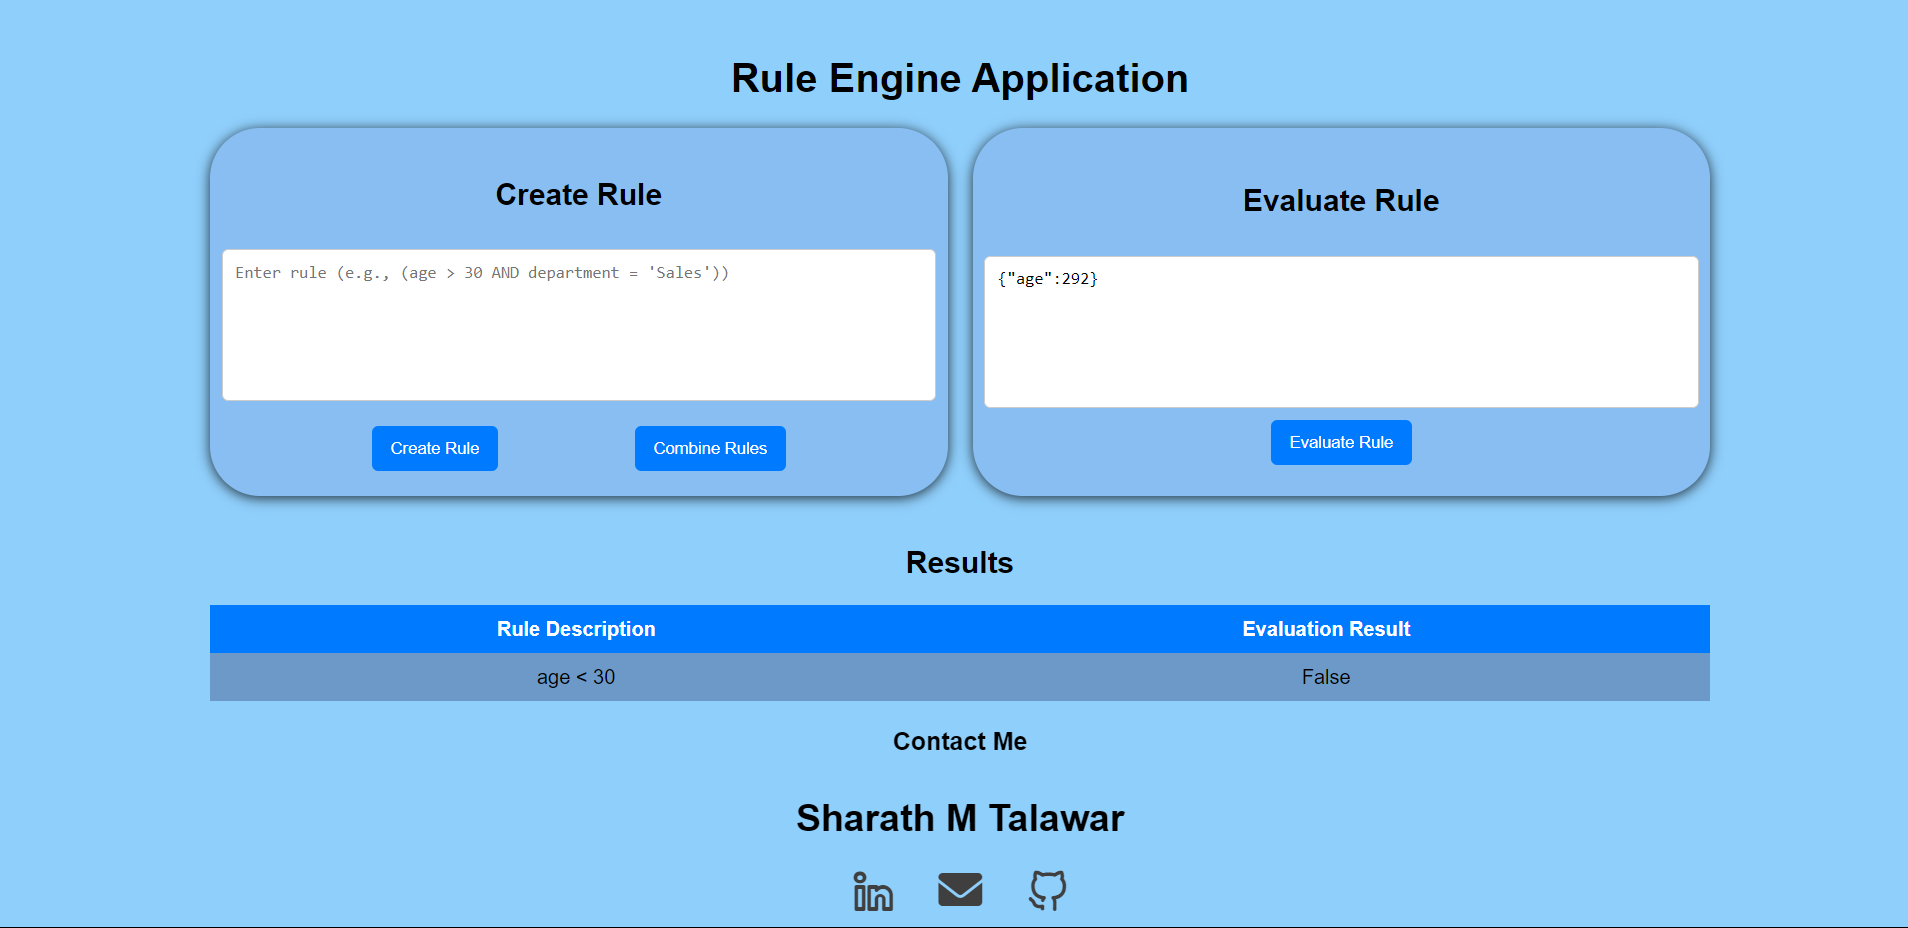 Rule Engine Application
Create Rule
Enter rule (e.g., (age > 30 AND department = 'Sales'))
Create Rule
Combine Rules
Evaluate Rule
{"age":292}
Evaluate Rule
Results
Rule Description Evaluation Result
age < 30 False
Contact Me
Sharath M Talawar
in